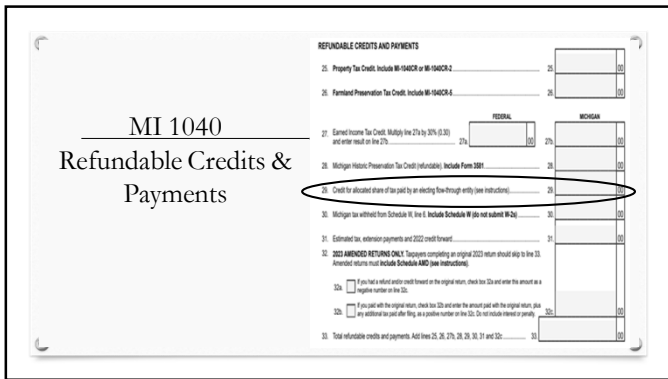 MI 1040
Refundable Credits &
Payments
REFUNDABLE CREDITS AND PAYMENTS
25. Property Tax Credit. Include MI-1040CR or MI-1040CR-2 25. 00
26. Farmland Preservation Tax Credit. Include MI-1040CR-5 26. 00
FEDERAL MICHIGAN
27. Earned Income Tax Credit. Multiply line 27a by 30% (0.30)
and enter result on line 27b 27a. 00 27b. 00
28. Michigan Historic Preservation Tax Credit (refundable). Include Form 3581 28. 00
29. Credit for allocated share of tax paid by an electing flow-through entity (see instructions) 29. 00
30. Michigan tax withheld from Schedule W, line 6. Include Schedule W (do not submit W-2s) 30. 00
31. Estimated tax, extension payments and 2022 credit forward 31. 00
32. 2023 AMENDED RETURNS ONLY. Taxpayers completing an original 2023 return should skip to line 33.
Amended returns must include Schedule AMD (see instructions).
32a. If you had a refund and/or credit forward on the original return, check box 32a and enter this amount as a
negative number on line 32c.
32b. If you paid with the original return, check box 32b and enter the amount paid with the original return, plus
any additional tax paid after filing, as a positive number on line 32c. Do not include interest or penalty. 32c. 00
33. Total refundable credits and payments. Add lines 25, 26, 27b, 28, 29, 30, 31 and 32c 33. 00